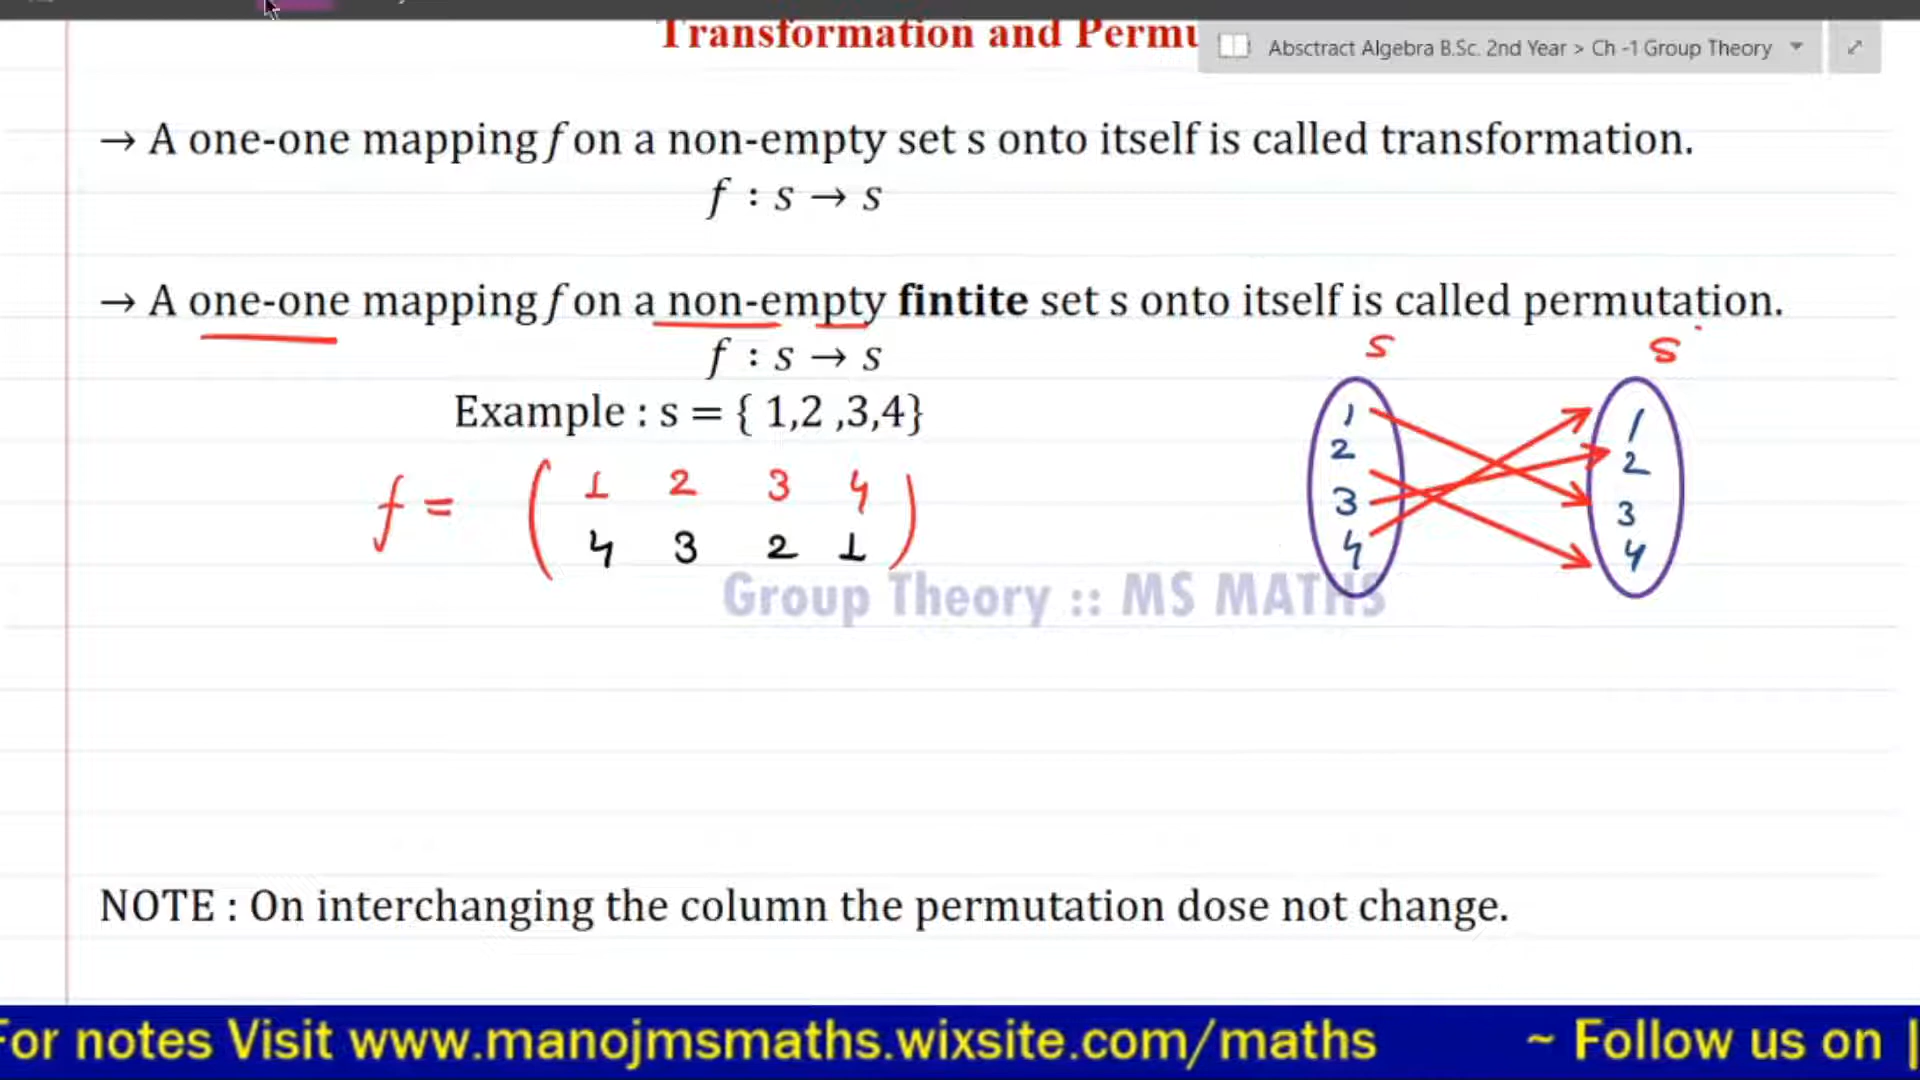 Transformation and Permu
Absctract Algebra B.Sc. 2nd Year > Ch -1 Group Theory
→ A one-one mapping f on a non-empty set s onto itself is called transformation.
f : s → s
→ A one-one mapping f on a non-empty fintite set s onto itself is called permutation.
f : s → s
S S
Example : s = { 1,2 ,3,4}
f = ( 1 2 3 4 )
4 3 2 1
1 1
2 2
3 3
4 4
Group Theory :: MS MATHS
NOTE : On interchanging the column the permutation dose not change.
For notes Visit www.manojmsmaths.wixsite.com/maths ~ Follow us on |